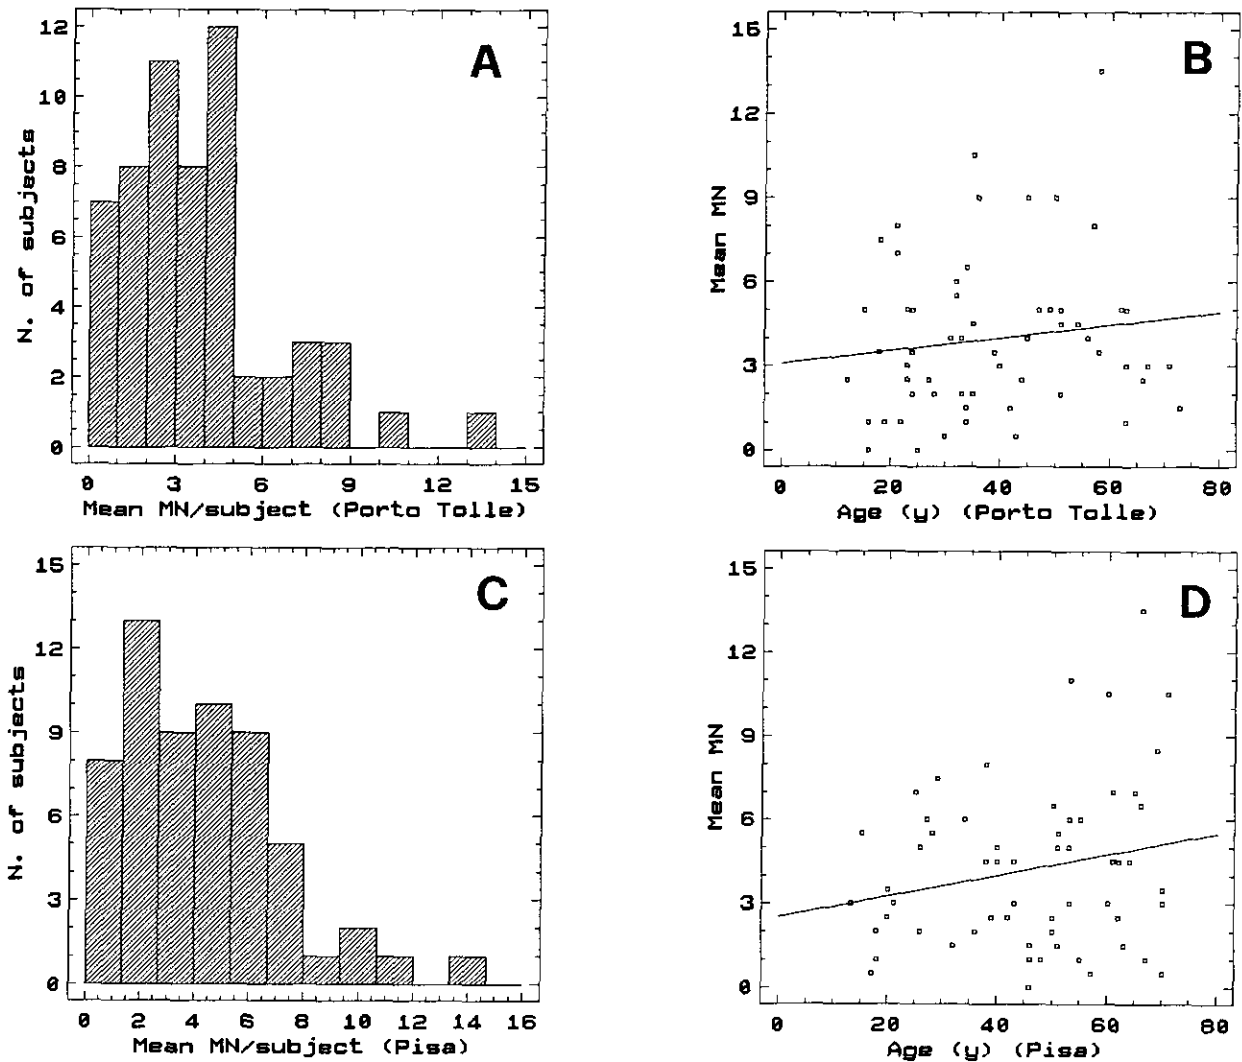 A
12
10
8
6
4
2
0
N. of subjects
0 3 6 9 12 15
Mean MN/subject (Porto Tolle)
B
15
12
9
6
3
0
Mean MN
0 20 40 60 80
Age (y) (Porto Tolle)
C
15
12
9
6
3
0
N. of subjects
0 2 4 6 8 10 12 14 16
Mean MN/subject (Pisa)
D
15
12
9
6
3
0
Mean MN
0 20 40 60 80
Age (y) (Pisa)